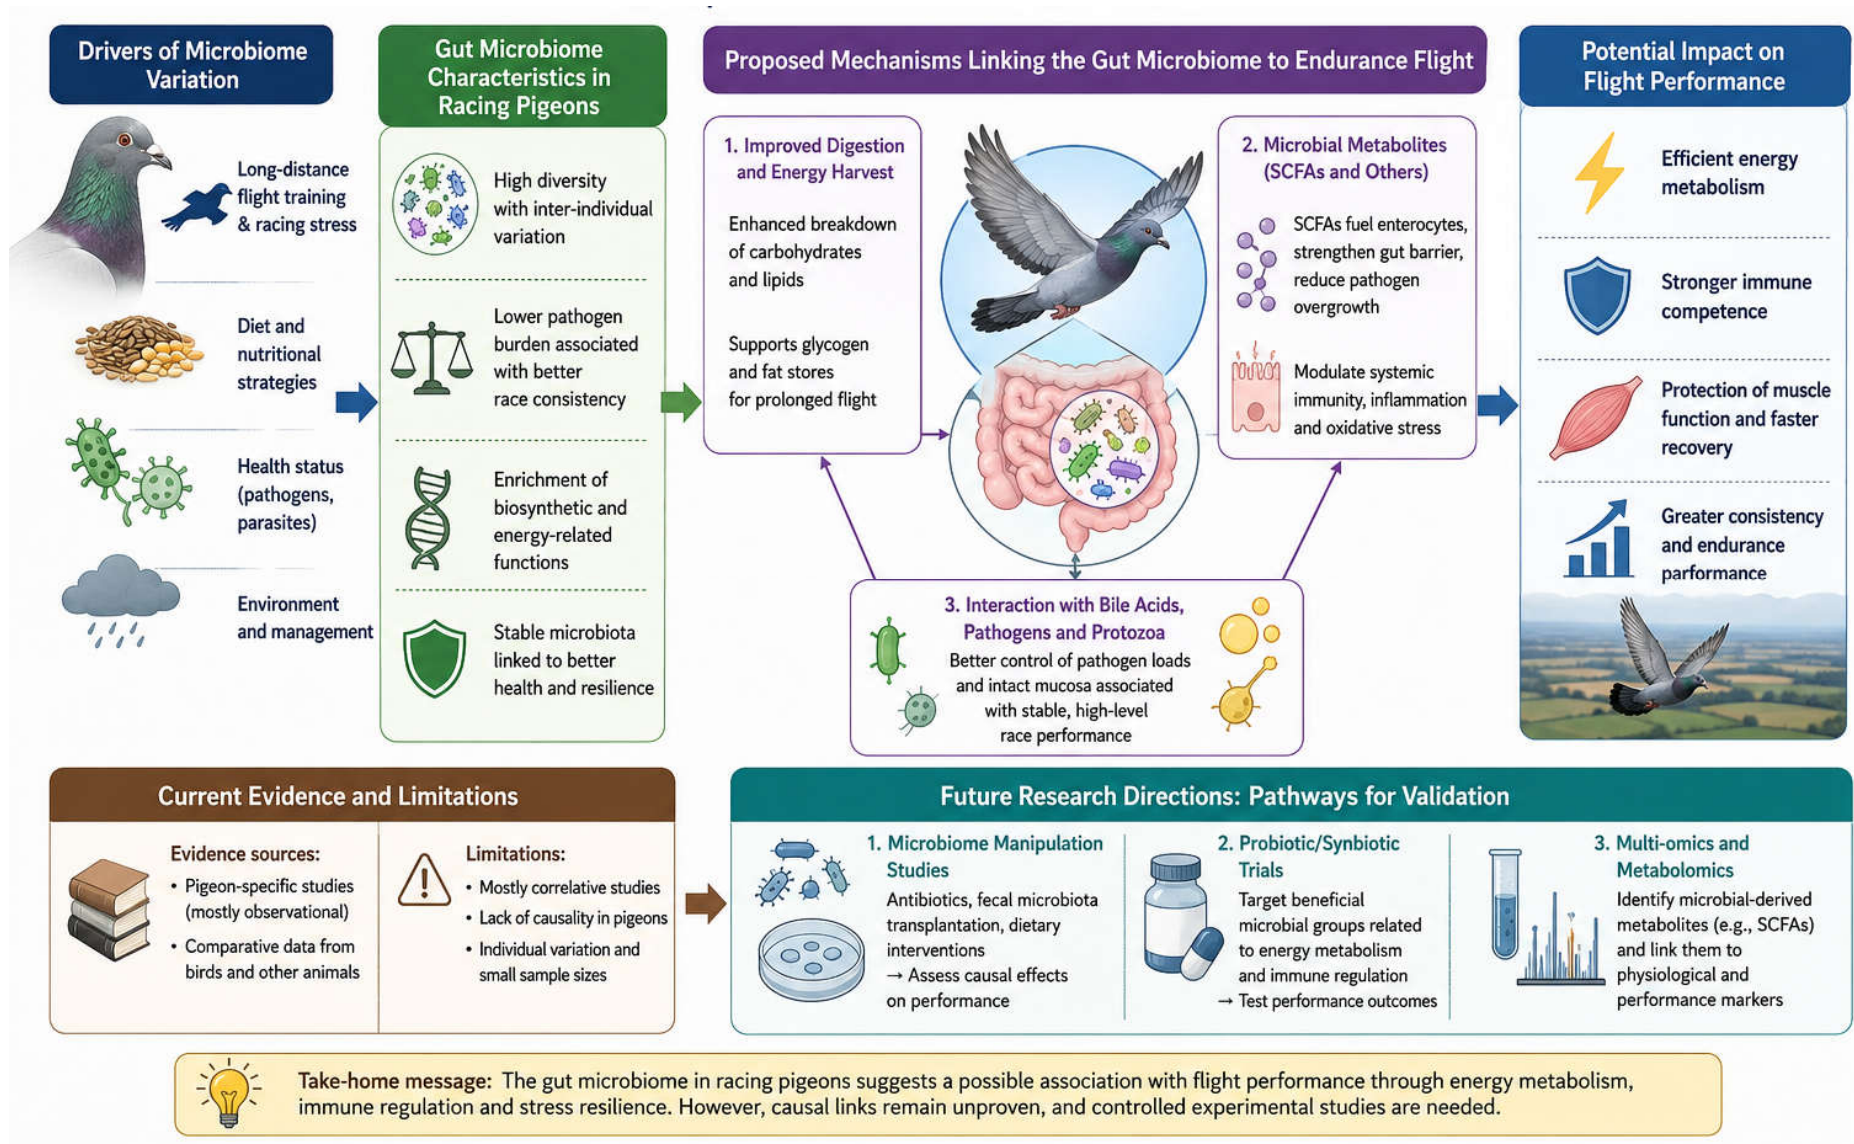 Drivers of Microbiome
Variation
Long-distance
flight training
& racing stress
Diet and
nutritional
strategies
Health status
(pathogens,
parasites)
Environment
and management
Gut Microbiome
Characteristics in
Racing Pigeons
High diversity
with inter-individual
variation
Lower pathogen
burden associated
with better
race consistency
Enrichment of
biosynthetic and
energy-related
functions
Stable microbiota
linked to better
health and resilience
Proposed Mechanisms Linking the Gut Microbiome to Endurance Flight
1. Improved Digestion
and Energy Harvest
Enhanced breakdown
of carbohydrates
and lipids
Supports glycogen
and fat stores
for prolonged flight
2. Microbial Metabolites
(SCFAs and Others)
SCFAs fuel enterocytes,
strengthen gut barrier,
reduce pathogen
overgrowth
Modulate systemic
immunity, inflammation
and oxidative stress
3. Interaction with Bile Acids,
Pathogens and Protozoa
Better control of pathogen loads
and intact mucosa associated
with stable, high-level
race performance
Potential Impact on
Flight Performance
Efficient energy
metabolism
Stronger immune
competence
Protection of muscle
function and faster
recovery
Greater consistency
and endurance
parformance
Current Evidence and Limitations
Evidence sources:
• Pigeon-specific studies
(mostly observational)
• Comparative data from
birds and other animals
Limitations:
• Mostly correlative studies
• Lack of causality in pigeons
• Individual variation and
small sample sizes
Future Research Directions: Pathways for Validation
1. Microbiome Manipulation
Studies
Antibiotics, fecal microbiota
transplantation, dietary
interventions
→ Assess causal effects
on performance
2. Probiotic/Synbiotic
Trials
Target beneficial
microbial groups related
to energy metabolism
and immune regulation
→ Test performance outcomes
3. Multi-omics and
Metabolomics
Identify microbial-derived
metabolites (e.g., SCFAs)
and link them to
physiological and
performance markers
Take-home message: The gut microbiome in racing pigeons suggests a possible association with flight performance through energy metabolism,
immune regulation and stress resilience. However, causal links remain unproven, and controlled experimental studies are needed.